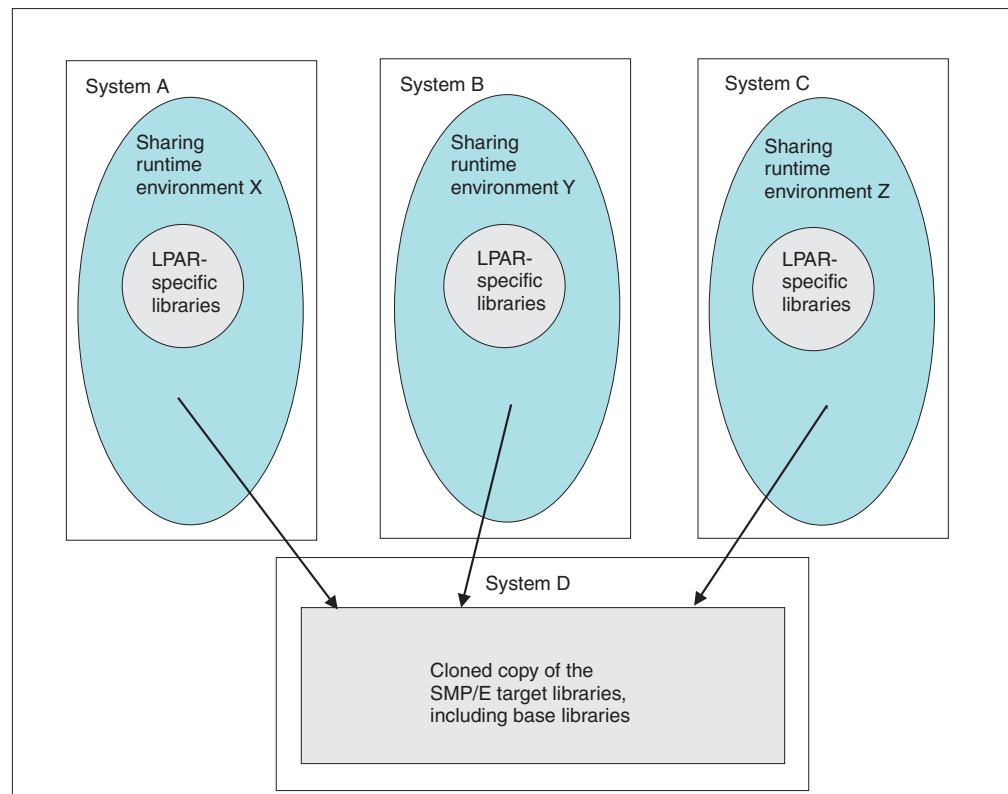 System A
Sharing
runtime
environment X
LPAR-
specific
libraries
System B
Sharing
runtime
environment Y
LPAR-
specific
libraries
System C
Sharing
runtime
environment Z
LPAR-
specific
libraries
System D
Cloned copy of the
SMP/E target libraries,
including base libraries